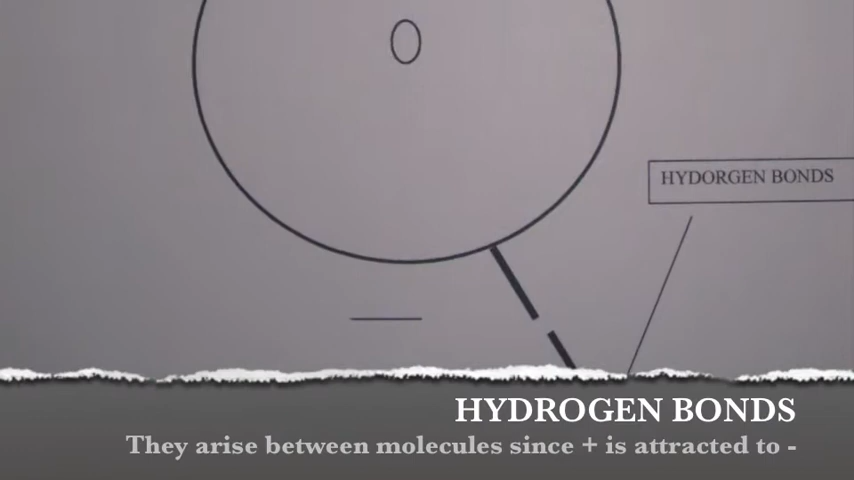 O
HYDORGEN BONDS
HYDROGEN BONDS
They arise between molecules since + is attracted to -